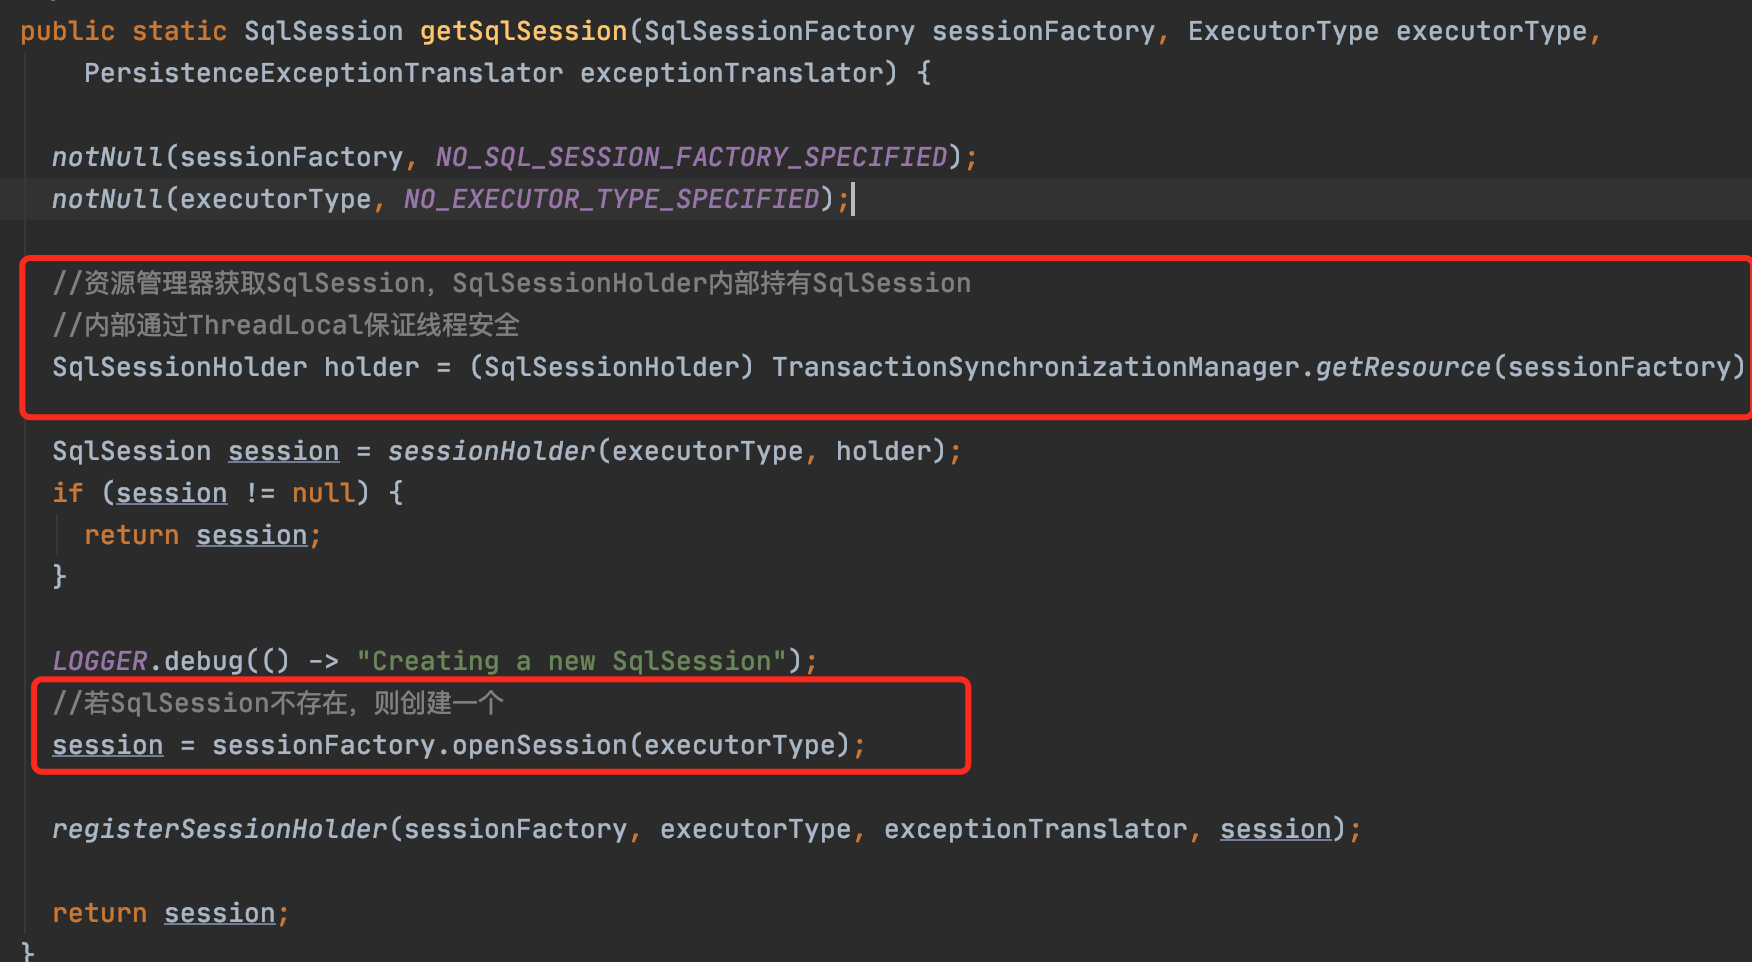 public static SqlSession getSqlSession(SqlSessionFactory sessionFactory, ExecutorType executorType,
PersistenceExceptionTranslator exceptionTranslator) {
notNull(sessionFactory, NO_SQL_SESSION_FACTORY_SPECIFIED);
notNull(executorType, NO_EXECUTOR_TYPE_SPECIFIED);
//资源管理器获取SqlSession，SqlSessionHolder内部持有SqlSession
//内部通过ThreadLocal保证线程安全
SqlSessionHolder holder = (SqlSessionHolder) TransactionSynchronizationManager.getResource(sessionFactory)
SqlSession session = sessionHolder(executorType, holder);
if (session != null) {
return session;
}
LOGGER.debug(() -> "Creating a new SqlSession");
//若SqlSession不存在，则创建一个
session = sessionFactory.openSession(executorType);
registerSessionHolder(sessionFactory, executorType, exceptionTranslator, session);
return session;
}